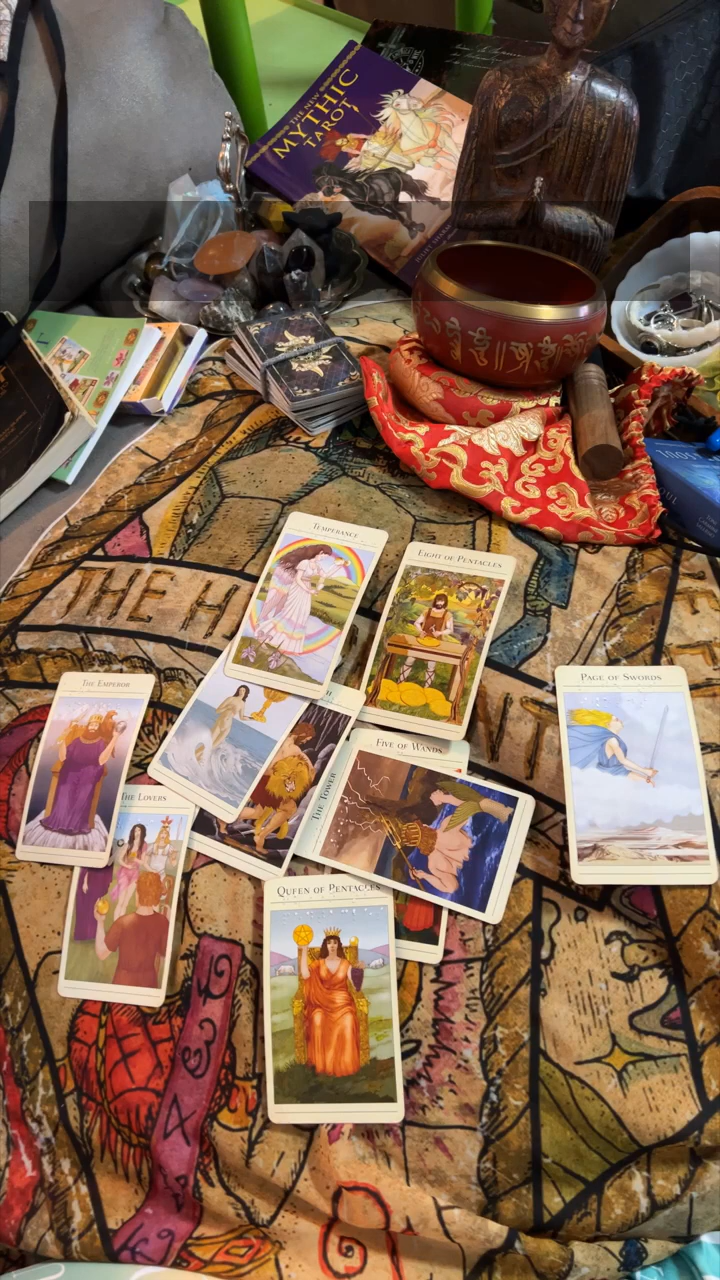 THE NEW
MYTHIC
TAROT
TEMPERANCE
EIGHT OF PENTACLES
THE H
THE EMPEROR
PAGE OF SWORDS
FIVE OF WANDS
THE TOWER
THE LOVERS
QUEEN OF PENTACLES